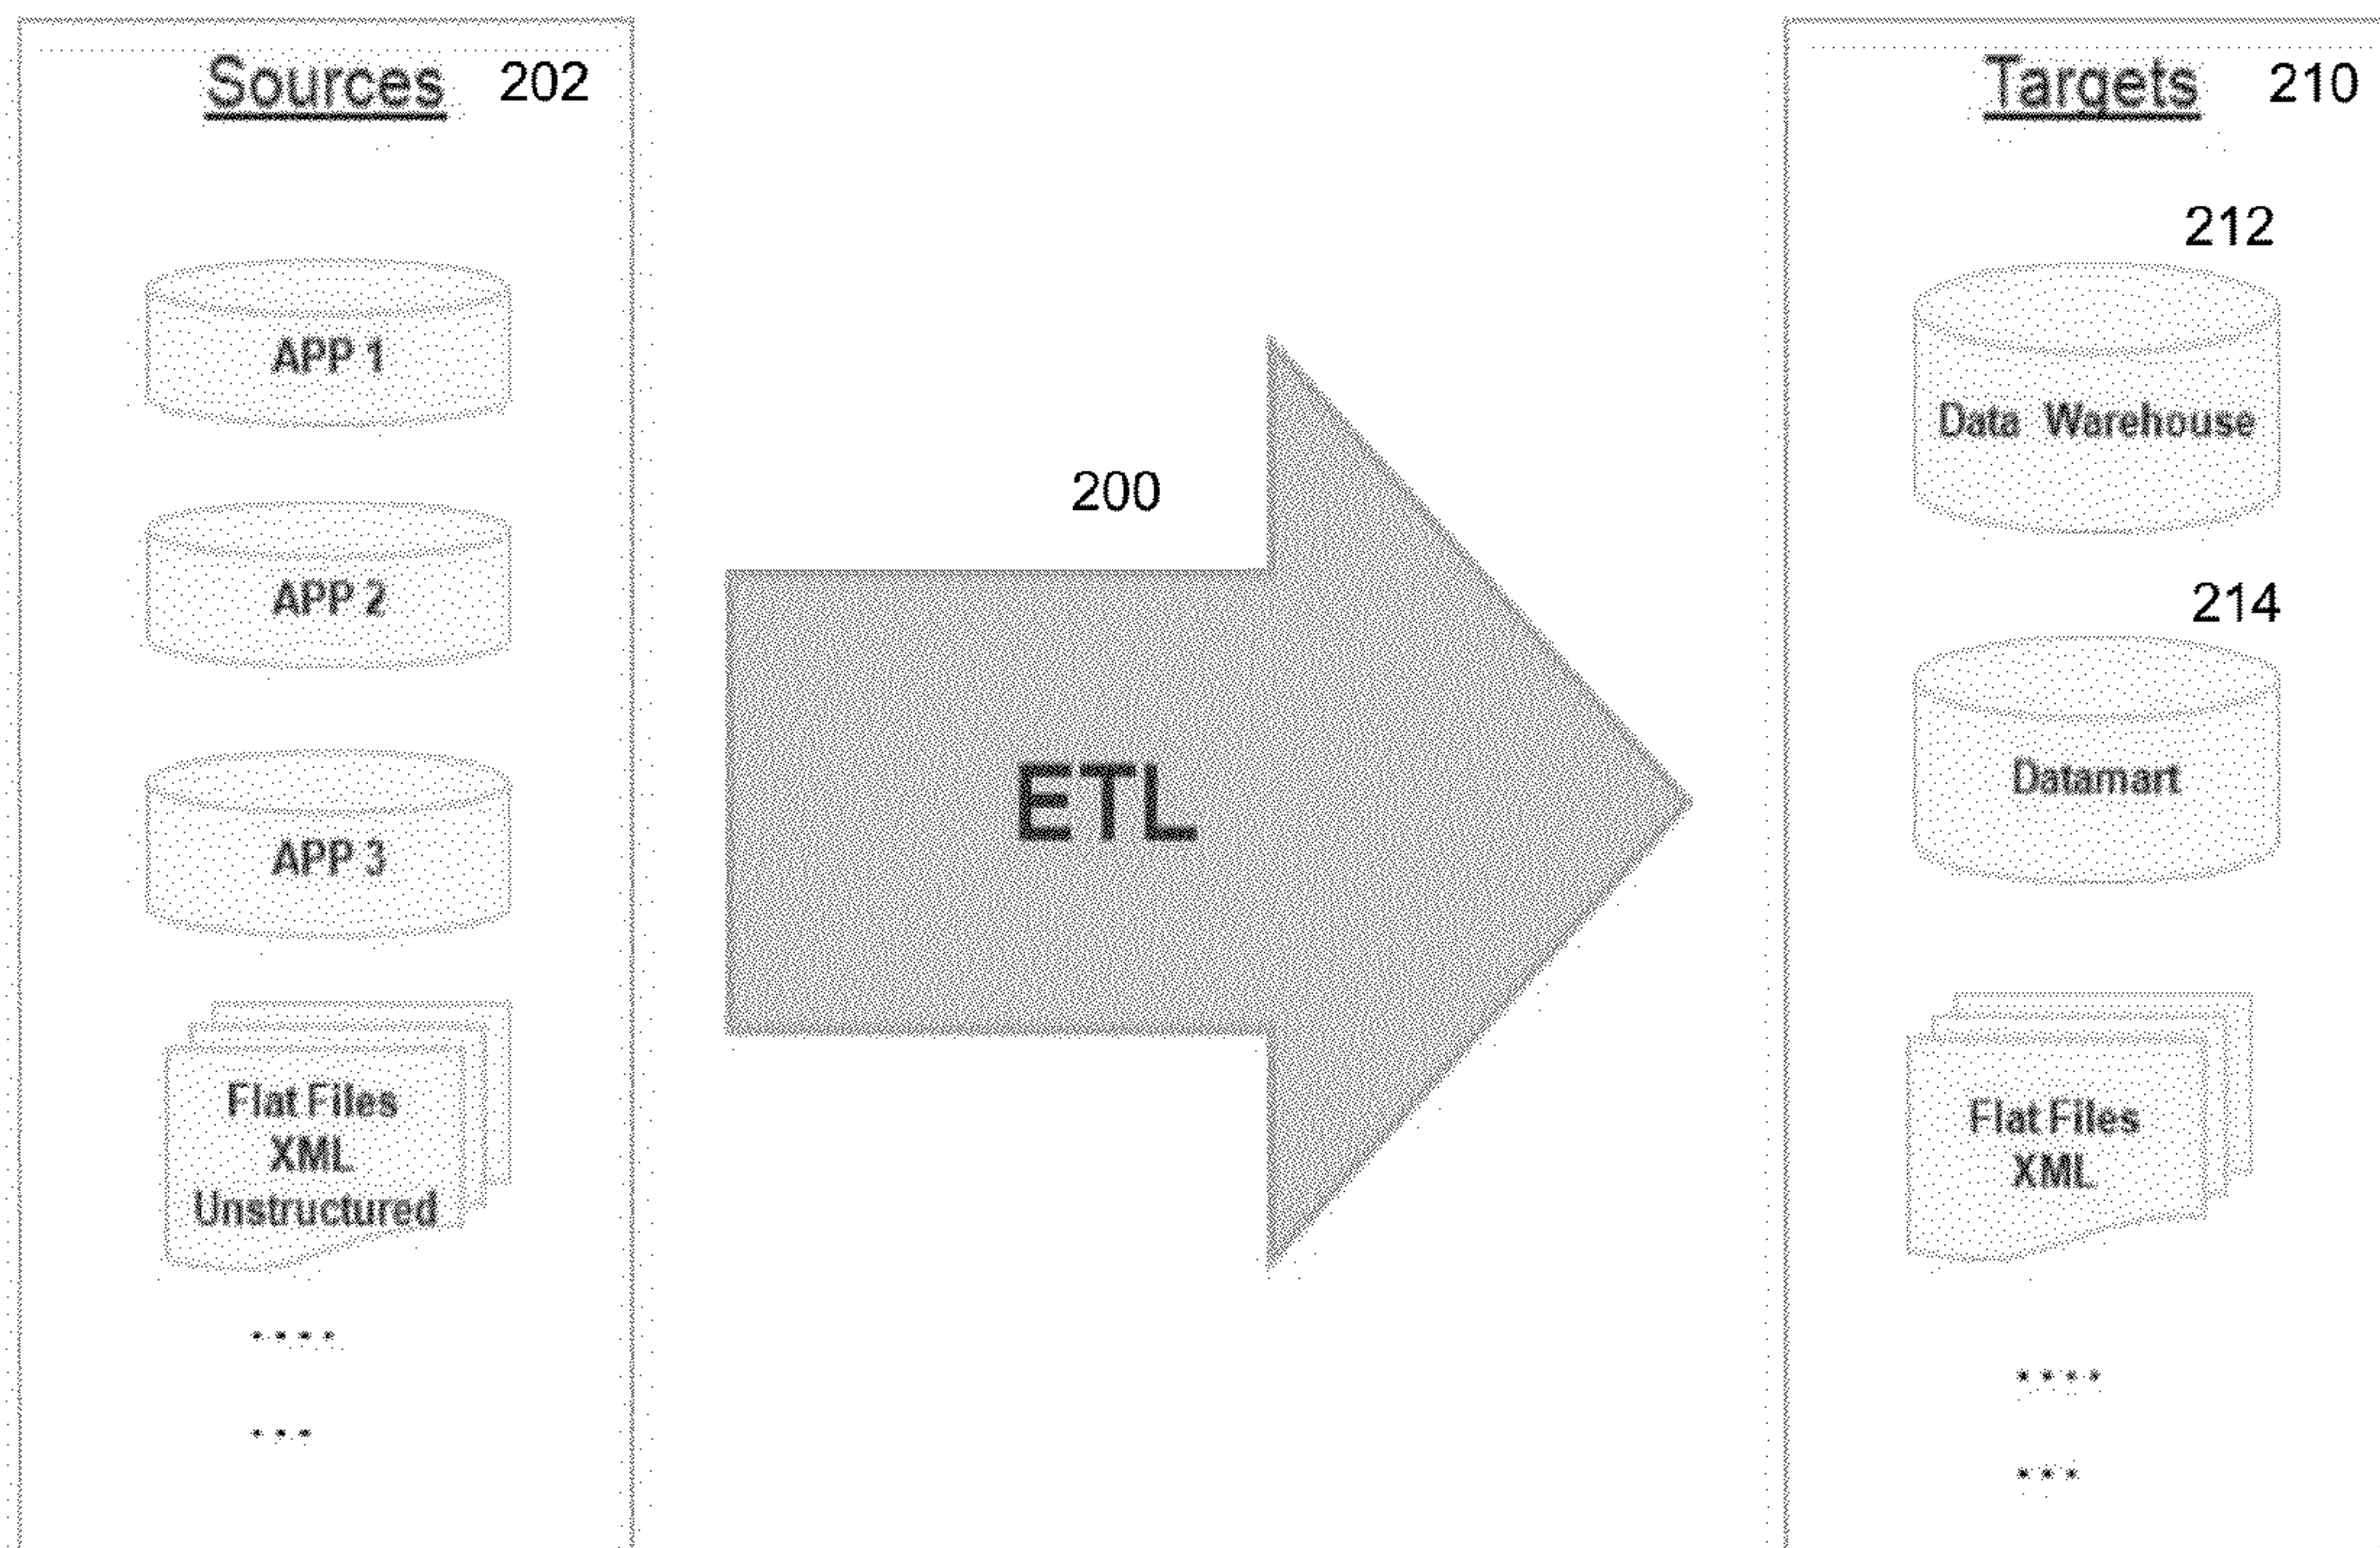 Sources 202
APP 1
APP 2
APP 3
Flat Files
XML
Unstructured
....
...
200
ETL
Targets 210
212
Data Warehouse
214
Datamart
Flat Files
XML
....
...